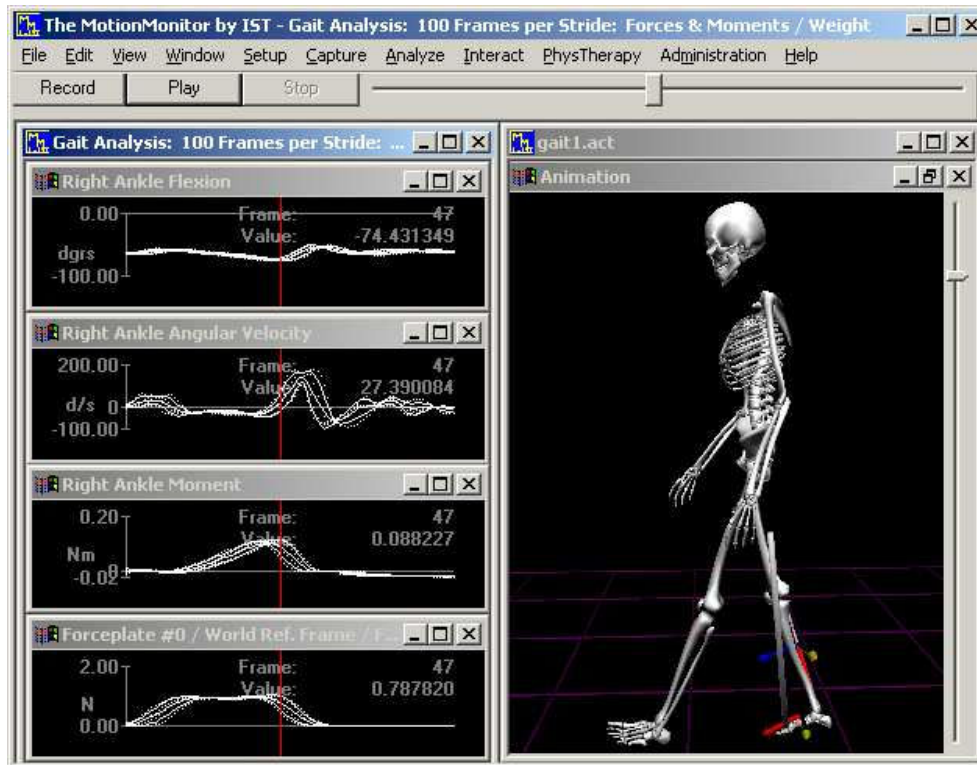 The MotionMonitor by IST - Gait Analysis: 100 Frames per Stride: Forces & Moments / Weight
File Edit View Window Setup Capture Analyze Interact PhysTherapy Administration Help
Record Play Stop
Gait Analysis: 100 Frames per Stride: ...
Right Ankle Flexion
0.00 Frame: 47
Value: -74.431349
dgrs
-100.00
Right Ankle Angular Velocity
200.00 Frame: 47
Value: 27.390084
d/s 0
-100.00
Right Ankle Moment
0.20 Frame: 47
Value: 0.088227
Nm
0
-0.02
Forceplate #0 / World Ref. Frame / F...
2.00 Frame: 47
Value: 0.787820
N
0.00
gait1.act
Animation